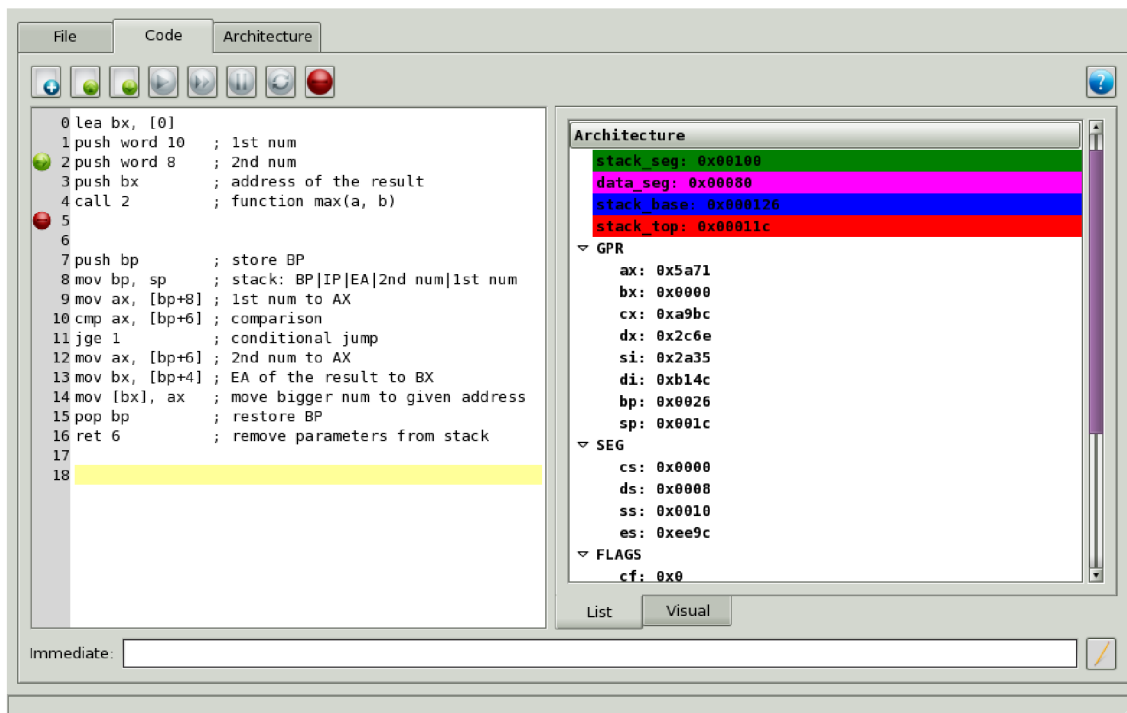 File Code Architecture
0 lea bx, [0]
1 push word 10 ; 1st num
2 push word 8 ; 2nd num
3 push bx ; address of the result
4 call 2 ; function max(a, b)
5
6
7 push bp ; store BP
8 mov bp, sp ; stack: BP|IP|EA|2nd num|1st num
9 mov ax, [bp+8] ; 1st num to AX
10 cmp ax, [bp+6] ; comparison
11 jge 1 ; conditional jump
12 mov ax, [bp+6] ; 2nd num to AX
13 mov bx, [bp+4] ; EA of the result to BX
14 mov [bx], ax ; move bigger num to given address
15 pop bp ; restore BP
16 ret 6 ; remove parameters from stack
17
18
?
Architecture
stack_seg: 0x00100
data_seg: 0x00080
stack_base: 0x000126
stack_top: 0x00011c
GPR
ax: 0x5a71
bx: 0x0000
cx: 0xa9bc
dx: 0x2c6e
si: 0x2a35
di: 0xb14c
bp: 0x0026
sp: 0x001c
SEG
cs: 0x0000
ds: 0x0008
ss: 0x0010
es: 0xee9c
FLAGS
cf: 0x0
List Visual
Immediate: